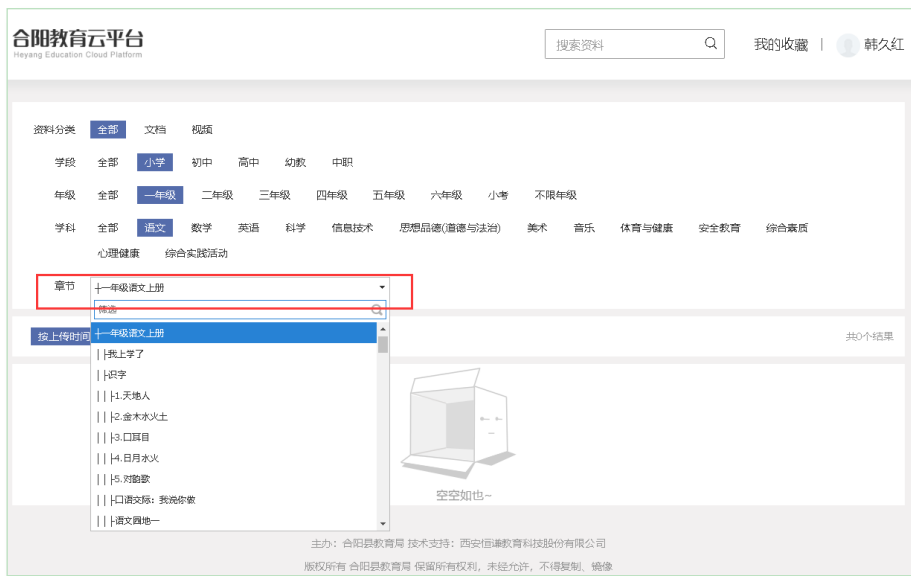 合阳教育云平台
Heyang Education Cloud Platform
搜索资料
我的收藏 | 韩久红
资料分类 全部 文档 视频
学段 全部 小学 初中 高中 幼教 中职
年级 全部 一年级 二年级 三年级 四年级 五年级 六年级 小考 不限年级
学科 全部 语文 数学 英语 科学 信息技术 思想品德(道德与法治) 美术 音乐 体育与健康 安全教育 综合素质
心理健康 综合实践活动
章节 ├一年级语文上册
筛选
按上传时间
共0个结果
├一年级语文上册
| ├我上学了
| ├识字
| | ├1.天地人
| | ├2.金木水火土
| | ├3.口耳目
| | ├4.日月水火
| | ├5.对韵歌
| | ├口语交际：我说你做
| | ├语文园地一
空空如也~
主办：合阳县教育局 技术支持：西安恒谦教育科技股份有限公司
版权所有 合阳县教育局 保留所有权利，未经允许，不得复制、镜像